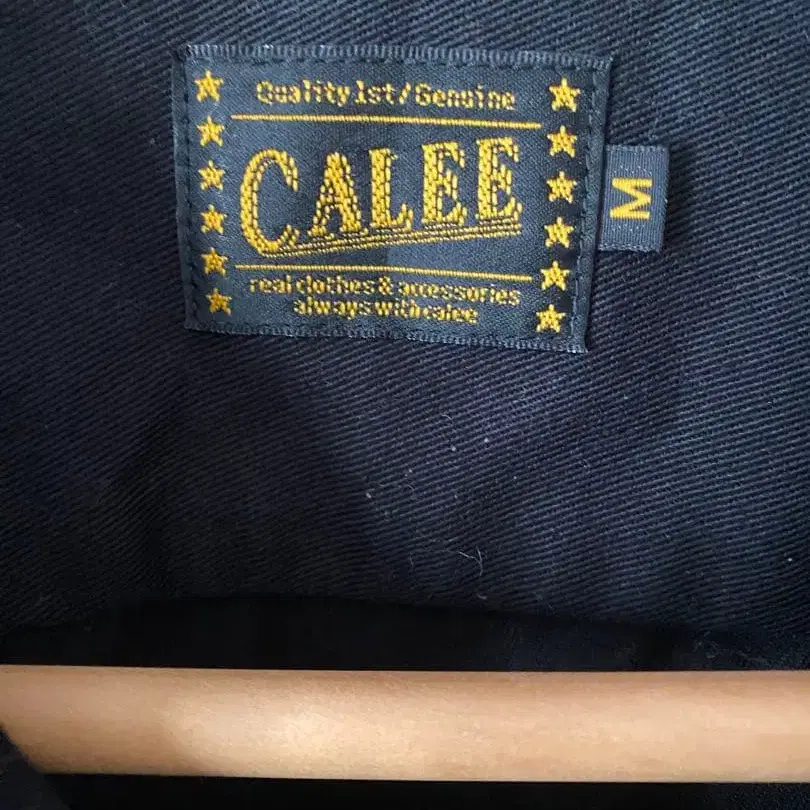 Quality 1st/Genuine
CALEE
M
real clothes & accessories
always with calee